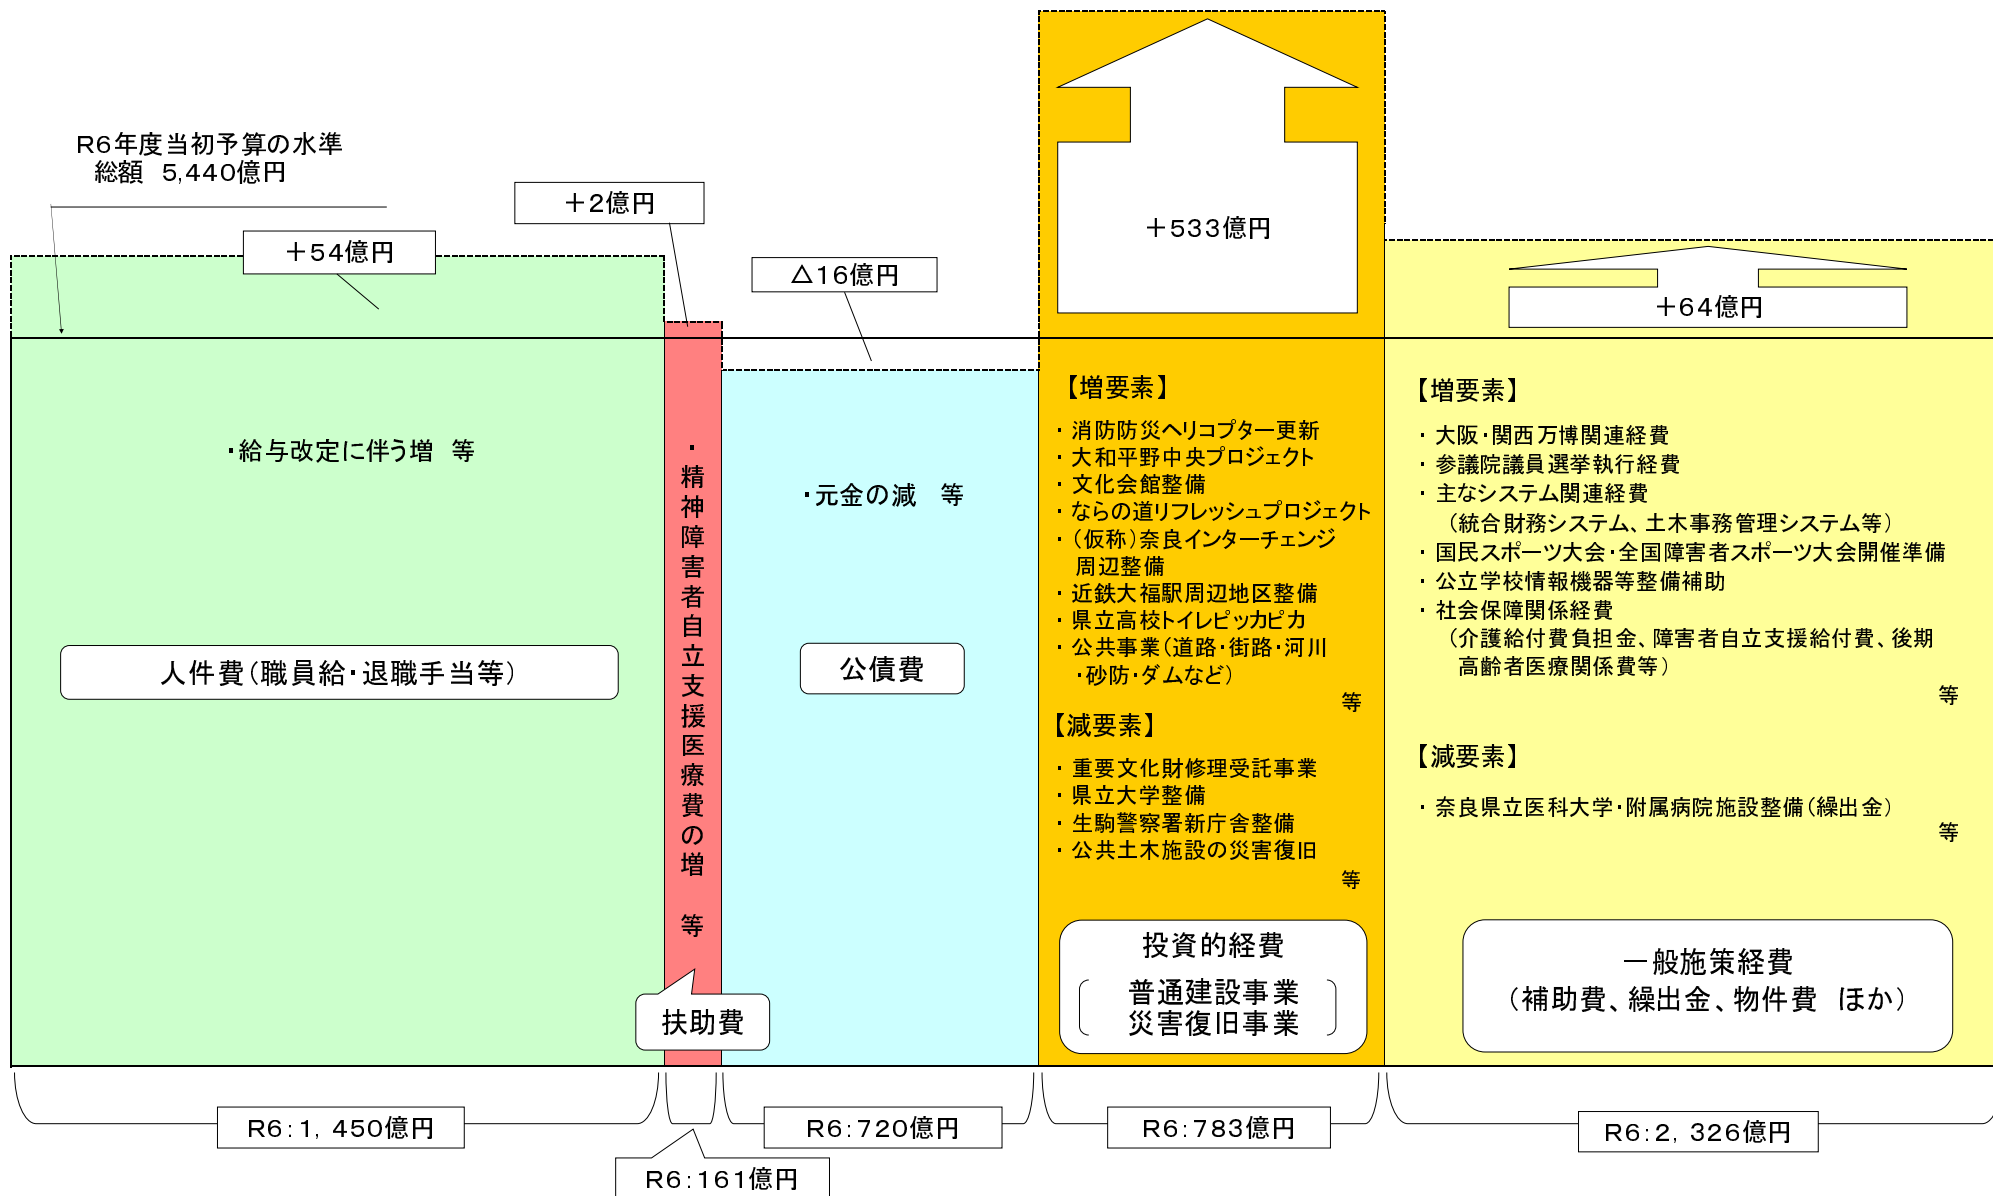 R6年度当初予算の水準
総額　5,440億円
＋54億円
＋2億円
△16億円
＋533億円
＋64億円
・給与改定に伴う増　等
人件費（職員給・退職手当等）
・精神障害者自立支援医療費の増　等
扶助費
・元金の減　等
公債費
【増要素】
・消防防災ヘリコプター更新
・大和平野中央プロジェクト
・文化会館整備
・ならの道リフレッシュプロジェクト
・（仮称）奈良インターチェンジ
周辺整備
・近鉄大福駅周辺地区整備
・県立高校トイレピッカピカ
・公共事業（道路・街路・河川
・砂防・ダムなど）
等
【減要素】
・重要文化財修理受託事業
・県立大学整備
・生駒警察署新庁舎整備
・公共土木施設の災害復旧
等
投資的経費
普通建設事業
災害復旧事業
【増要素】
・大阪・関西万博関連経費
・参議院議員選挙執行経費
・主なシステム関連経費
（統合財務システム、土木事務管理システム等）
・国民スポーツ大会・全国障害者スポーツ大会開催準備
・公立学校情報機器等整備補助
・社会保障関係経費
（介護給付費負担金、障害者自立支援給付費、後期
高齢者医療関係費等）
等
【減要素】
・奈良県立医科大学・附属病院施設整備（繰出金）
等
一般施策経費
（補助費、繰出金、物件費　ほか）
R6：1，450億円
R6：161億円
R6：720億円
R6：783億円
R6：2，326億円